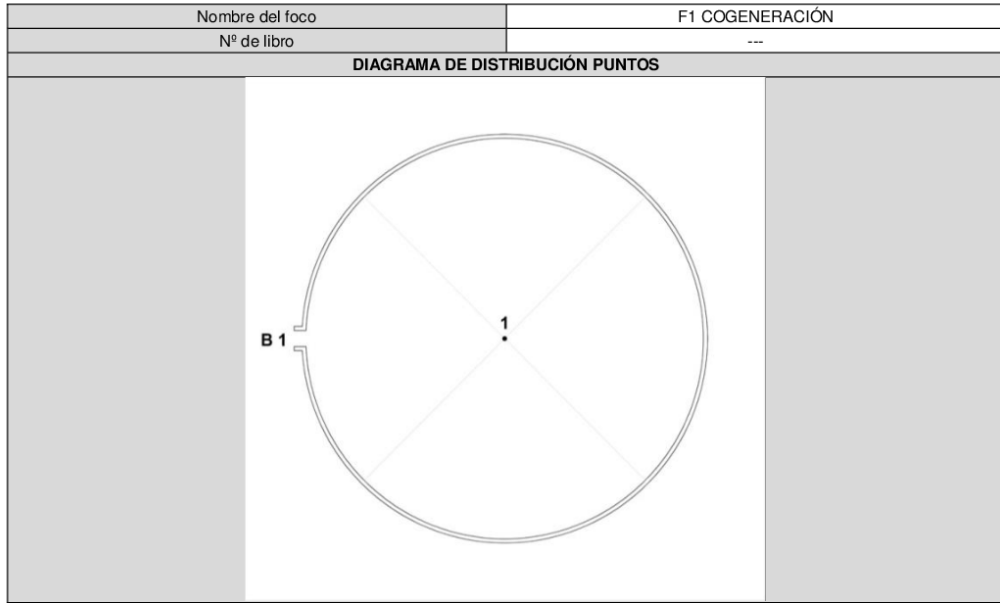 Nombre del foco F1 COGENERACIÓN
Nº de libro ---
DIAGRAMA DE DISTRIBUCIÓN PUNTOS
1
B 1